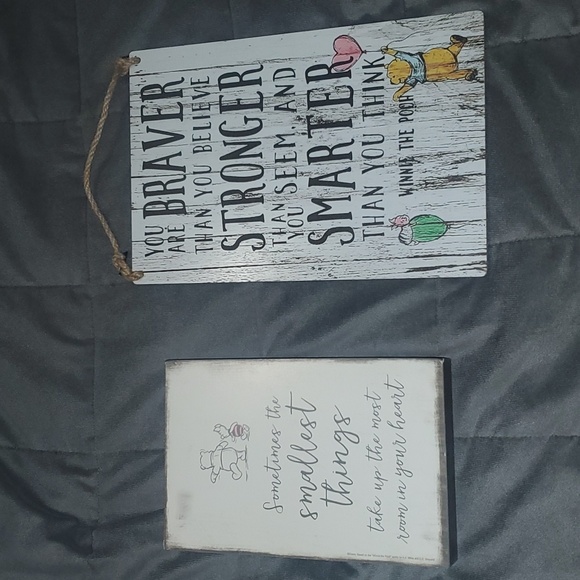 YOU
ARE BRAVER
THAN YOU BELIEVE
STRONGER
THAN SEEM, AND
YOU
SMARTER
THAN YOU THINK
WINNIE THE POOH
Sometimes the
smallest
things
take up the most
room in your heart